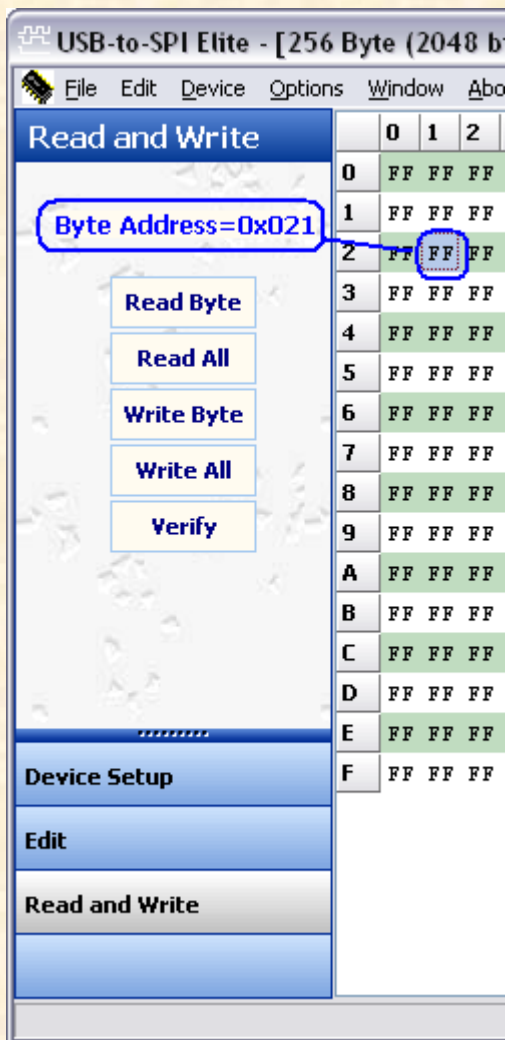 USB-to-SPI Elite - [256 Byte (2048 b
File Edit Device Options Window Abo
Read and Write
Byte Address=0x021
Read Byte
Read All
Write Byte
Write All
Verify
Device Setup
Edit
Read and Write
0 1 2
0 FF FF FF
1 FF FF FF
2 FF FF FF
3 FF FF FF
4 FF FF FF
5 FF FF FF
6 FF FF FF
7 FF FF FF
8 FF FF FF
9 FF FF FF
A FF FF FF
B FF FF FF
C FF FF FF
D FF FF FF
E FF FF FF
F FF FF FF